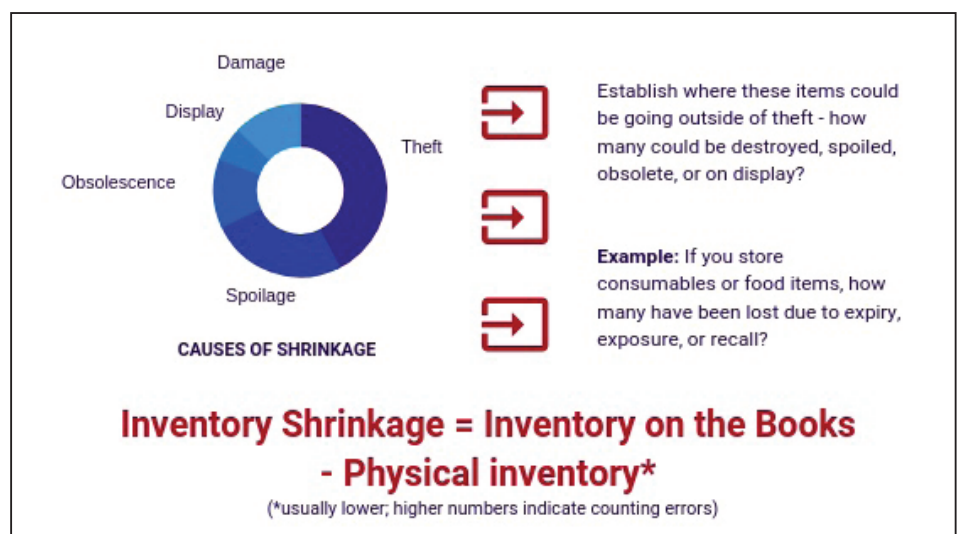 Damage
Display
Theft
Obsolescence
Spoilage
CAUSES OF SHRINKAGE
Establish where these items could
be going outside of theft - how
many could be destroyed, spoiled,
obsolete, or on display?
Example: If you store
consumables or food items, how
many have been lost due to expiry,
exposure, or recall?
Inventory Shrinkage = Inventory on the Books
- Physical inventory*
(*usually lower; higher numbers indicate counting errors)